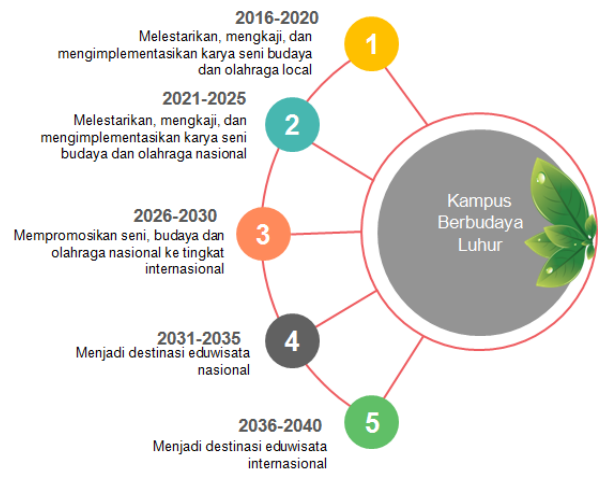 2016-2020
Melestarikan, mengkaji, dan
mengimplementasikan karya seni budaya
dan olahraga local
1
2021-2025
Melestarikan, mengkaji, dan
mengimplementasikan karya seni
budaya dan olahraga nasional
2
2026-2030
Mempromosikan seni, budaya dan
olahraga nasional ke tingkat
internasional
3
2031-2035
Menjadi destinasi eduwisata
nasional
4
2036-2040
Menjadi destinasi eduwisata
internasional
5
Kampus
Berbudaya
Luhur